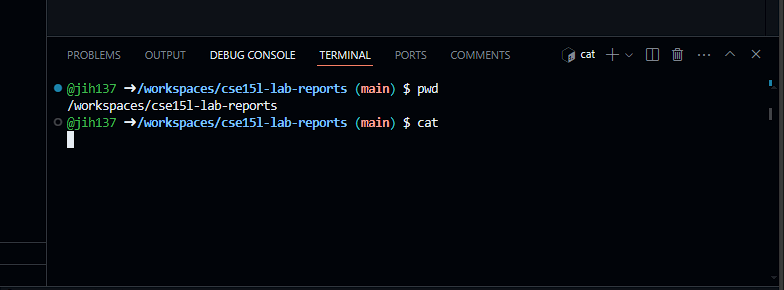 PROBLEMS OUTPUT DEBUG CONSOLE TERMINAL PORTS COMMENTS cat
@jih137 ➜/workspaces/cse15l-lab-reports (main) $ pwd
/workspaces/cse15l-lab-reports
@jih137 ➜/workspaces/cse15l-lab-reports (main) $ cat